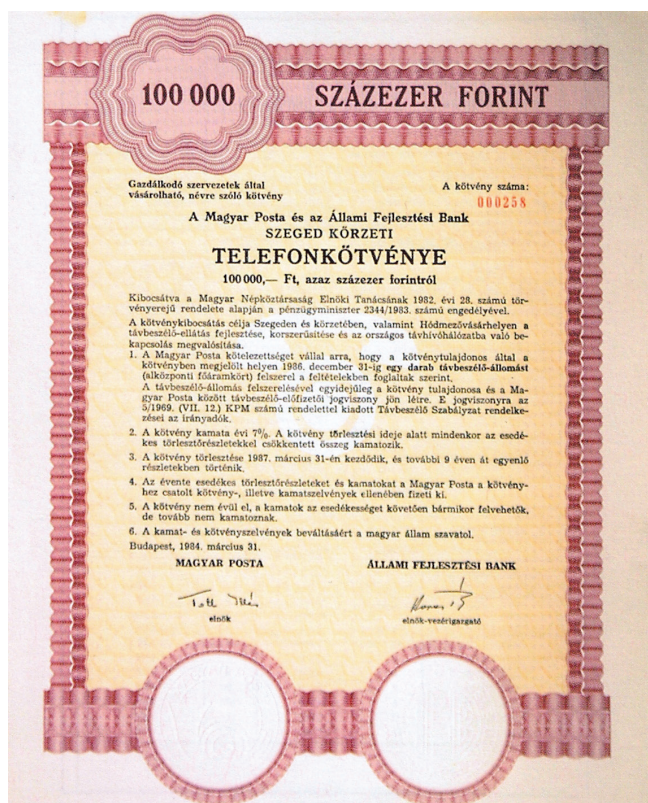 100 000
SZÁZEZER FORINT
Gazdálkodó szervezetek által
vásárolható, névre szóló kötvény
A kötvény száma:
000258
A Magyar Posta és az Állami Fejlesztési Bank
SZEGED KÖRZETI
TELEFONKÖTVÉNYE
100 000,— Ft, azaz százezer forintról
Kibocsátva a Magyar Népköztársaság Elnöki Tanácsának 1982. évi 28. számú tör-
vényerejű rendelete alapján a pénzügyminiszter 2344/1983. számú engedélyével.
A kötvénykibocsátás célja Szegeden és körzetében, valamint Hódmezővásárhelyen a
távbeszélő-ellátás fejlesztése, korszerűsítése és az országos távhívóhálózatba való be-
kapcsolás megvalósítása.
1. A Magyar Posta kötelezettséget vállal arra, hogy a kötvénytulajdonos által a
kötvényben megjelölt helyen 1986. december 31-ig egy darab távbeszélő-állomást
(alközponti főáramkört) felszerel a feltételekben foglaltak szerint.
A távbeszélő-állomás felszerelésével egyidejűleg a kötvény tulajdonosa és a Ma-
gyar Posta között távbeszélő-előfizetői jogviszony jön létre. E jogviszonyra az
5/1969. (VII. 12.) KPM számú rendelettel kiadott Távbeszélő Szabályzat rendelke-
zései az irányadók.
2. A kötvény kamata évi 7%. A kötvény törlesztési ideje alatt mindenkor az esedé-
kes törlesztőrészletekkel csökkentett összeg kamatozik.
3. A kötvény törlesztése 1987. március 31-én kezdődik, és további 9 éven át egyenlő
részletekben történik.
4. Az évente esedékes törlesztőrészleteket és kamatokat a Magyar Posta a kötvény-
hez csatolt kötvény-, illetve kamatszelvények ellenében fizeti ki.
5. A kötvény nem évül el, a kamatok az esedékességet követően bármikor felvehetők,
de tovább nem kamatoznak.
6. A kamat- és kötvényszelvények beváltásáért a magyar állam szavatol.
Budapest, 1984. március 31.
MAGYAR POSTA
ÁLLAMI FEJLESZTÉSI BANK
elnök
elnök-vezérigazgató